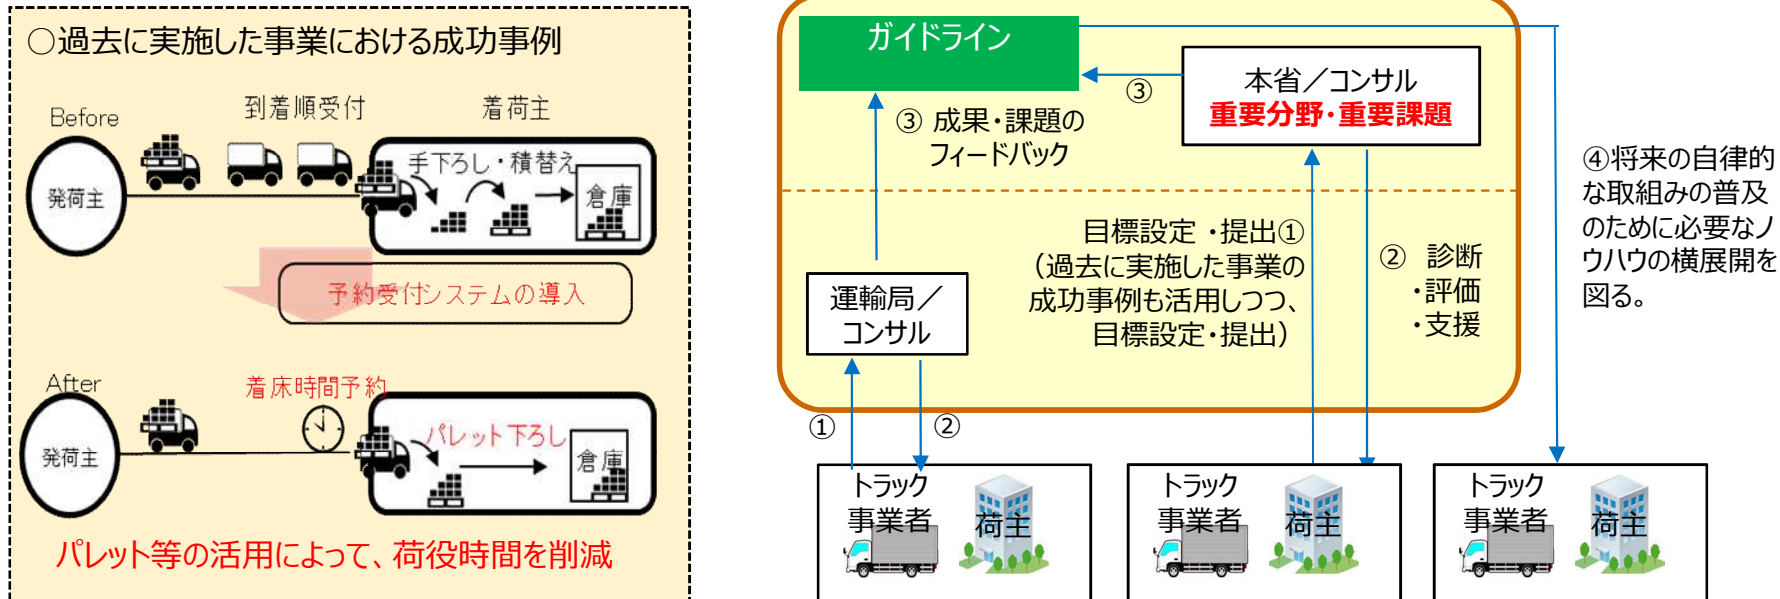 ○過去に実施した事業における成功事例
Before
到着順受付
着荷主
発荷主
手下ろし・積替え
倉庫
予約受付システムの導入
After
着床時間予約
発荷主
パレット下ろし
倉庫
パレット等の活用によって、荷役時間を削減
ガイドライン
③
本省／コンサル
重要分野・重要課題
③ 成果・課題の
フィードバック
目標設定 ・提出①
（過去に実施した事業の
成功事例も活用しつつ、
目標設定・提出）
② 診断
・評価
・支援
運輸局／
コンサル
①
②
④将来の自律的
な取組みの普及
のために必要なノ
ウハウの横展開を
図る。
トラック
事業者
荷主
トラック
事業者
荷主
トラック
事業者
荷主